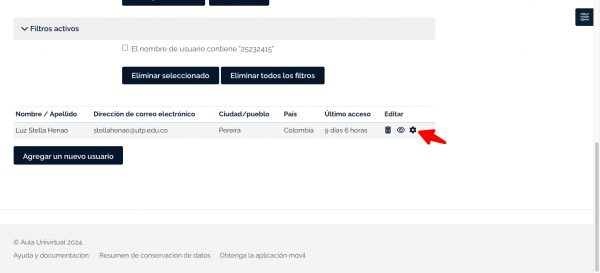 Filtros activos
El nombre de usuario contiene "25232415"
Eliminar seleccionado Eliminar todos los filtros
Nombre / Apellido Dirección de correo electrónico Ciudad/pueblo País Último acceso Editar
Luz Stella Henao stellahenao@utp.edu.co Pereira Colombia 9 días 6 horas
Agregar un nuevo usuario
© Aula Univirtual 2024.
Ayuda y documentación Resumen de conservación de datos Obtenga la aplicación móvil